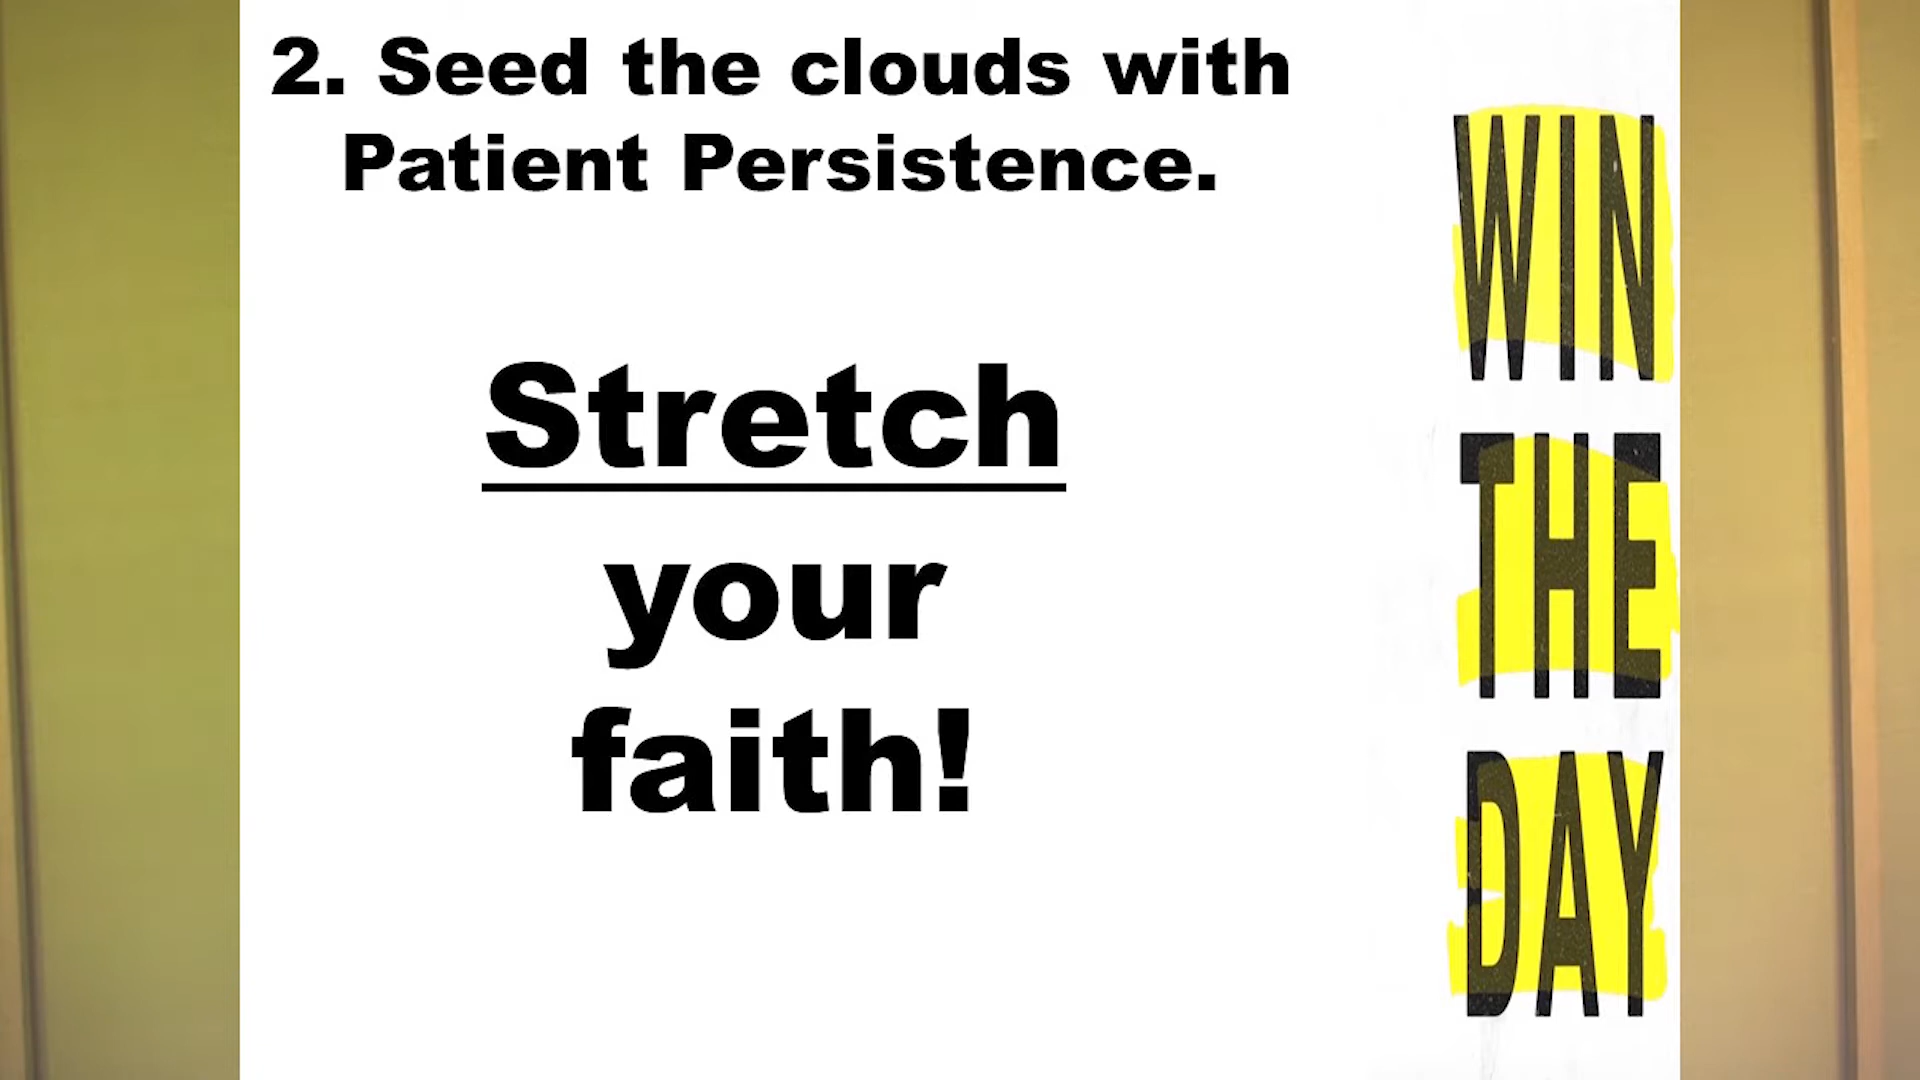 2. Seed the clouds with
Patient Persistence.
Stretch
your
faith!
WIN
THE
DAY